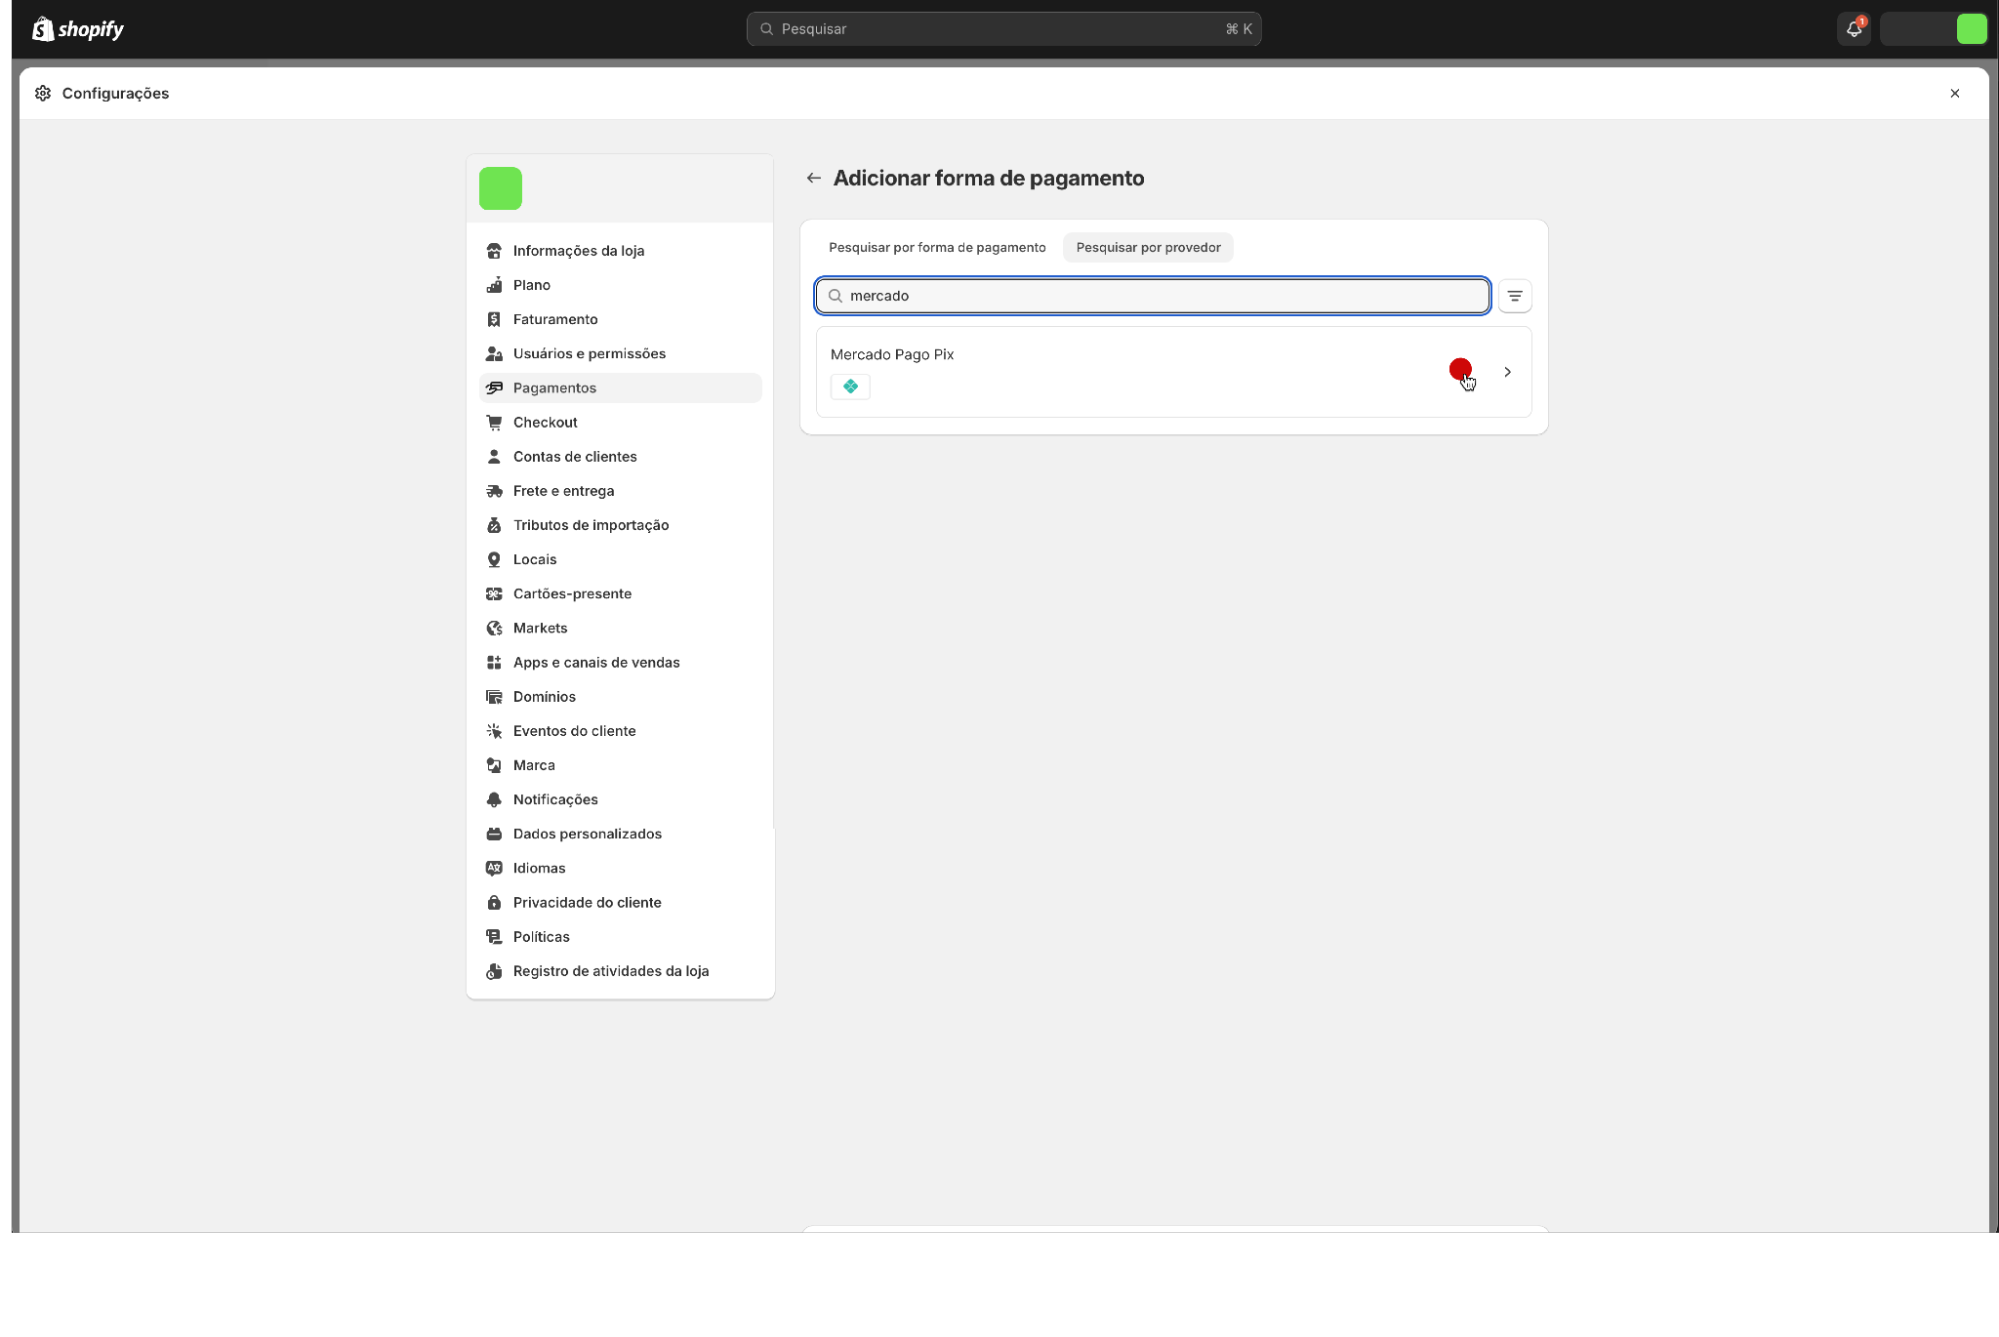 shopify
Pesquisar
⌘ K
1
Configurações
Informações da loja
Plano
Faturamento
Usuários e permissões
Pagamentos
Checkout
Contas de clientes
Frete e entrega
Tributos de importação
Locais
Cartões-presente
Markets
Apps e canais de vendas
Domínios
Eventos do cliente
Marca
Notificações
Dados personalizados
Idiomas
Privacidade do cliente
Políticas
Registro de atividades da loja
Adicionar forma de pagamento
Pesquisar por forma de pagamento
Pesquisar por provedor
mercado
Mercado Pago Pix